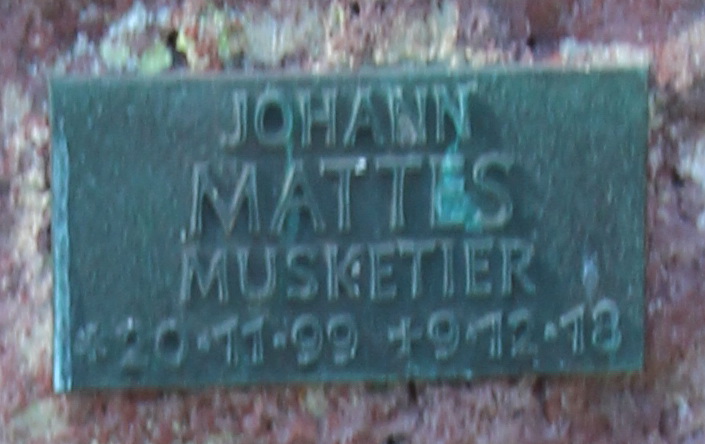 JOHANN
MATTES
MUSKETIER
*20·11·99 +9·12·18